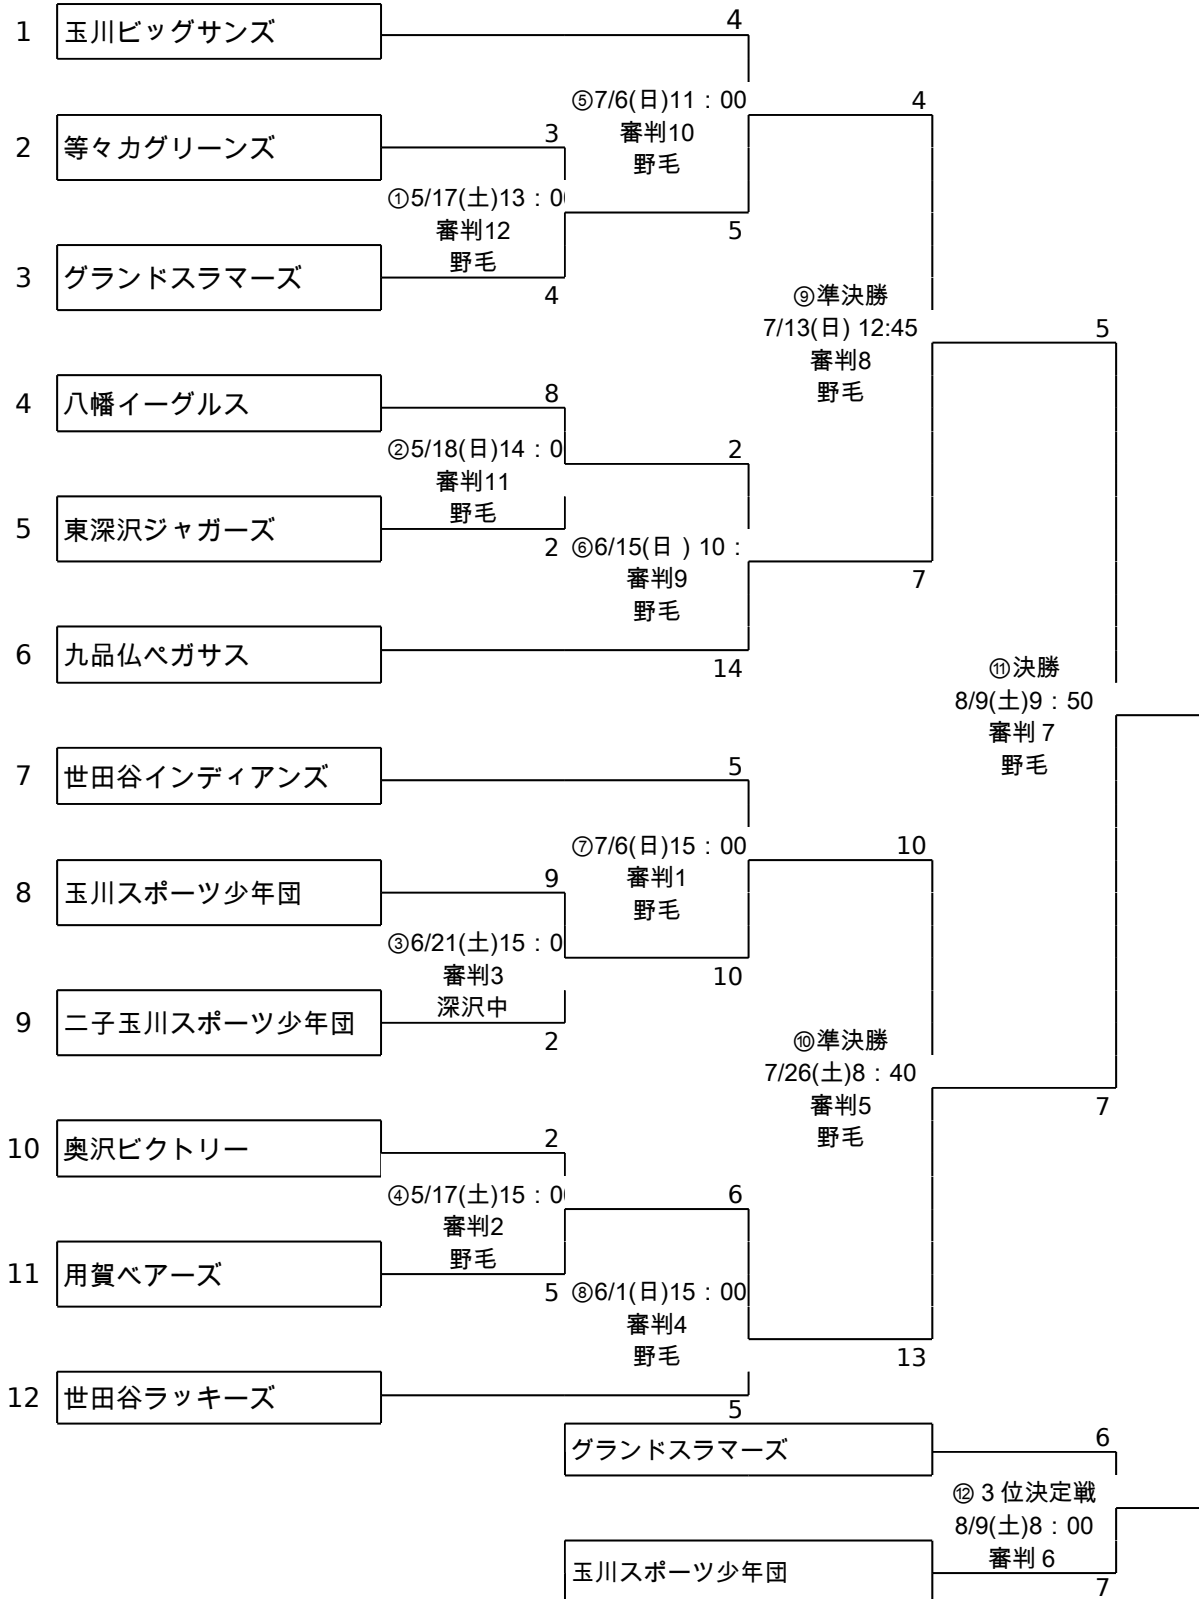 4
1 玉川ビッグサンズ
⑤7/6(日)11：00
4
審判10
2 等々力グリーンズ
3
野毛
①5/17(土)13：0
審判12
5
野毛
3 グランドスラマーズ
4
⑨準決勝
7/13(日) 12:45
5
審判8
野毛
4 八幡イーグルス
8
②5/18(日)14：0
2
審判11
野毛
5 東深沢ジャガーズ
2
⑥6/15(日 ) 10：
審判9
7
野毛
6 九品仏ペガサス
14
⑪決勝
8/9(土)9：50
審判７
野毛
7 世田谷インディアンズ
5
⑦7/6(日)15：00
10
審判1
野毛
8 玉川スポーツ少年団
9
③6/21(土)15：0
審判3
10
深沢中
9 二子玉川スポーツ少年団
2
⑩準決勝
7/26(土)8：40
審判5
7
野毛
10 奥沢ビクトリー
2
④5/17(土)15：0
6
審判2
野毛
11 用賀ベアーズ
5
⑧6/1(日)15：00
審判4
野毛
13
12 世田谷ラッキーズ
5
グランドスラマーズ
6
⑫３位決定戦
8/9(土)8：00
審判６
玉川スポーツ少年団
7